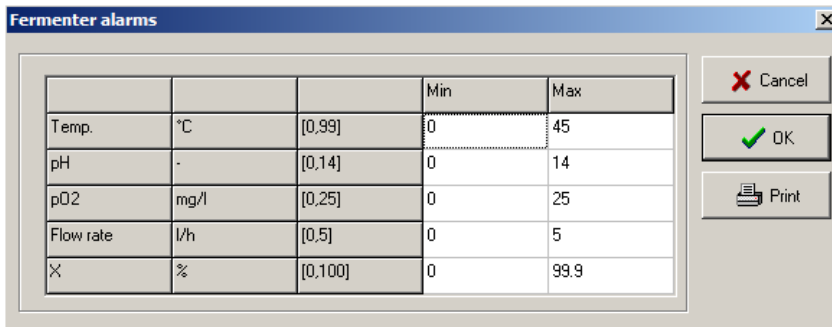 Fermenter alarms
Min Max
Temp. °C [0,99] 0 45
pH - [0,14] 0 14
pO2 mg/l [0,25] 0 25
Flow rate l/h [0,5] 0 5
X % [0,100] 0 99.9
Cancel
OK
Print